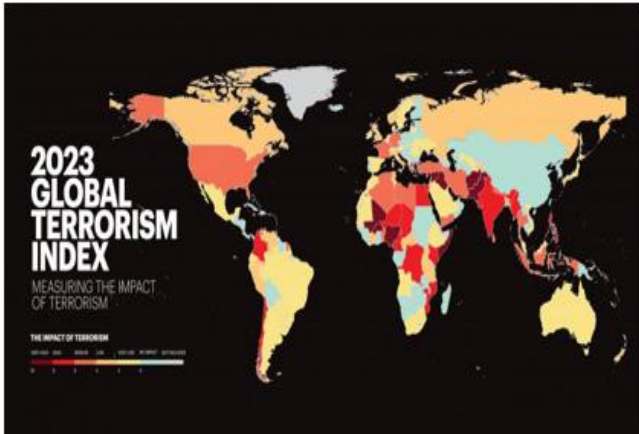 2023
GLOBAL
TERRORISM
INDEX
MEASURING THE IMPACT
OF TERRORISM
THE IMPACT OF TERRORISM